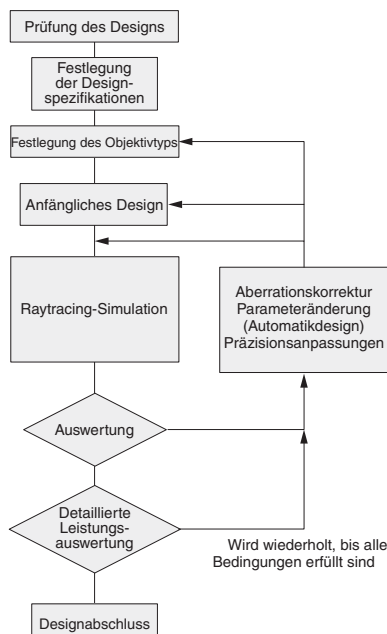 Prüfung des Designs
Festlegung
der Design-
spezifikationen
Festlegung des Objektivtyps
Anfängliches Design
Raytracing-Simulation
Aberrationskorrektur
Parameteränderung
(Automatikdesign)
Präzisionsanpassungen
Auswertung
Detaillierte
Leistungs-
auswertung
Wird wiederholt, bis alle
Bedingungen erfüllt sind
Designabschluss